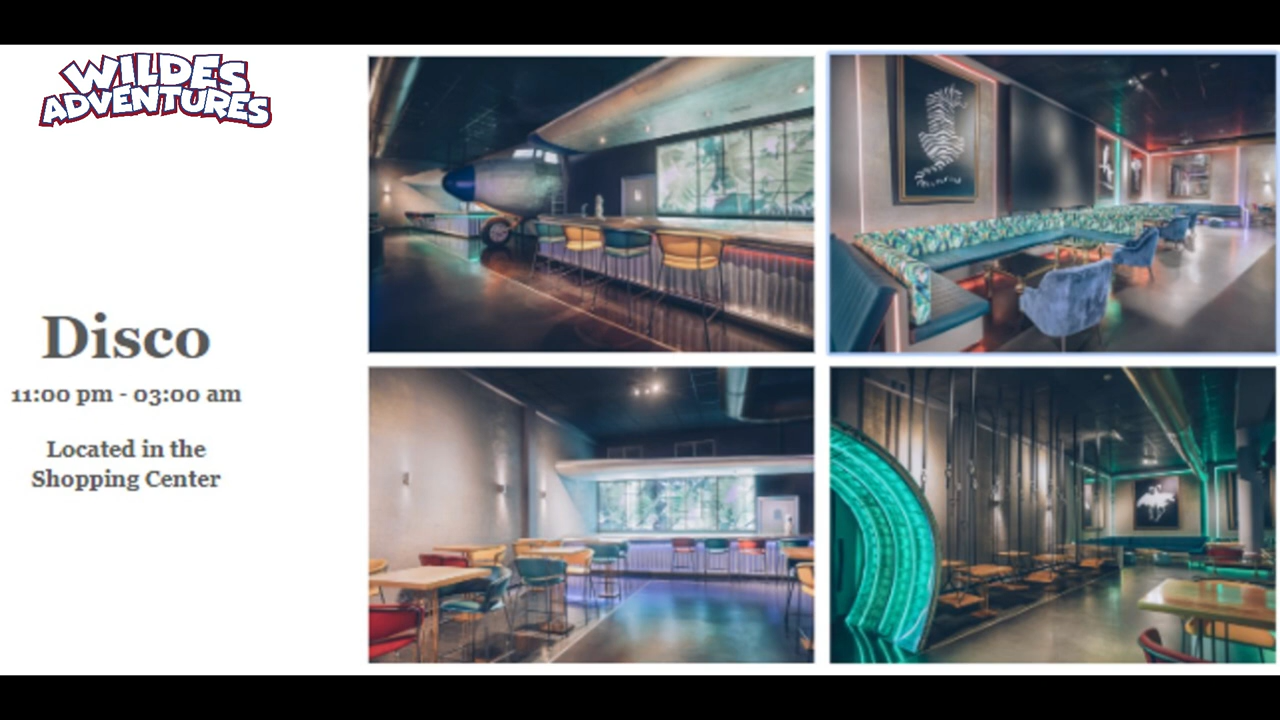 WILDES
ADVENTURES
Disco
11:00 pm - 03:00 am
Located in the
Shopping Center